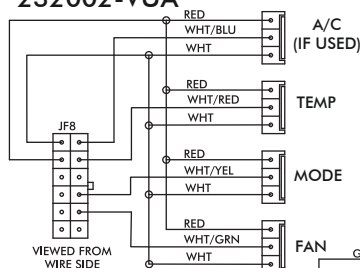 232002-VUA
RED
WHT/BLU
WHT
A/C
(IF USED)
RED
WHT/RED
WHT
TEMP
JF8
RED
WHT/YEL
WHT
MODE
RED
WHT/GRN
WHT
FAN
VIEWED FROM
WIRE SIDE
G